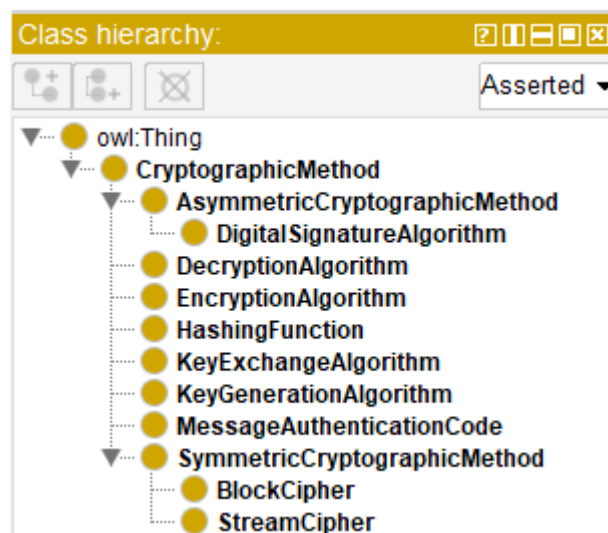 Class hierarchy:
Asserted
owl:Thing
CryptographicMethod
AsymmetricCryptographicMethod
DigitalSignatureAlgorithm
DecryptionAlgorithm
EncryptionAlgorithm
HashingFunction
KeyExchangeAlgorithm
KeyGenerationAlgorithm
MessageAuthenticationCode
SymmetricCryptographicMethod
BlockCipher
StreamCipher